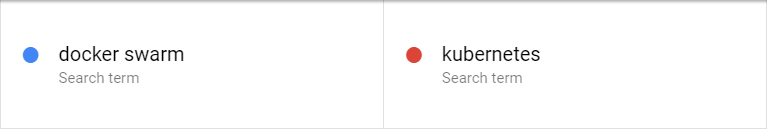 docker swarm
Search term
kubernetes
Search term